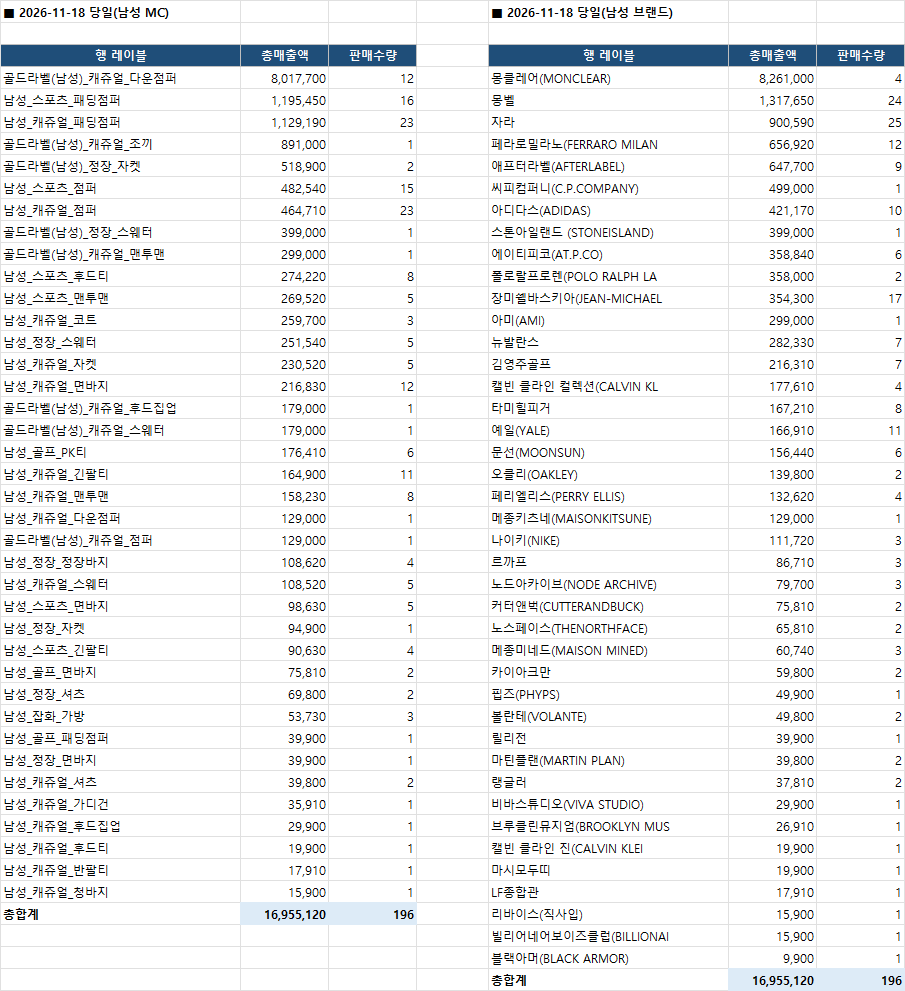 ■ 2026-11-18 당일(남성 MC)
행 레이블 총매출액 판매수량
골드라벨(남성)_캐쥬얼_다운점퍼 8,017,700 12
남성_스포츠_패딩점퍼 1,195,450 16
남성_캐쥬얼_패딩점퍼 1,129,190 23
골드라벨(남성)_캐쥬얼_조끼 891,000 1
골드라벨(남성)_정장_자켓 518,900 2
남성_스포츠_점퍼 482,540 15
남성_캐쥬얼_점퍼 464,710 23
골드라벨(남성)_정장_스웨터 399,000 1
골드라벨(남성)_캐쥬얼_맨투맨 299,000 1
남성_스포츠_후드티 274,220 8
남성_스포츠_맨투맨 269,520 5
남성_캐쥬얼_코트 259,700 3
남성_정장_스웨터 251,540 5
남성_캐쥬얼_자켓 230,520 5
남성_캐쥬얼_면바지 216,830 12
골드라벨(남성)_캐쥬얼_후드집업 179,000 1
골드라벨(남성)_캐쥬얼_스웨터 179,000 1
남성_골프_PK티 176,410 6
남성_캐쥬얼_긴팔티 164,900 11
남성_캐쥬얼_맨투맨 158,230 8
남성_캐쥬얼_다운점퍼 129,000 1
골드라벨(남성)_캐쥬얼_점퍼 129,000 1
남성_정장_정장바지 108,620 4
남성_캐쥬얼_스웨터 108,520 5
남성_스포츠_면바지 98,630 5
남성_정장_자켓 94,900 1
남성_스포츠_긴팔티 90,630 4
남성_골프_면바지 75,810 2
남성_정장_셔츠 69,800 2
남성_잡화_가방 53,730 3
남성_골프_패딩점퍼 39,900 1
남성_정장_면바지 39,900 1
남성_캐쥬얼_셔츠 39,800 2
남성_캐쥬얼_가디건 35,910 1
남성_캐쥬얼_후드집업 29,900 1
남성_캐쥬얼_후드티 19,900 1
남성_캐쥬얼_반팔티 17,910 1
남성_캐쥬얼_청바지 15,900 1
총합계 16,955,120 196
■ 2026-11-18 당일(남성 브랜드)
행 레이블 총매출액 판매수량
몽클레어(MONCLEAR) 8,261,000 4
몽벨 1,317,650 24
자라 900,590 25
페라로밀라노(FERRARO MILAN 656,920 12
애프터라벨(AFTERLABEL) 647,700 9
씨피컴퍼니(C.P.COMPANY) 499,000 1
아디다스(ADIDAS) 421,170 10
스톤아일랜드 (STONEISLAND) 399,000 1
에이티피코(AT.P.CO) 358,840 6
폴로랄프로렌(POLO RALPH LA 358,000 2
장미쉘바스키아(JEAN-MICHAEL 354,300 17
아미(AMI) 299,000 1
뉴발란스 282,330 7
김영주골프 216,310 7
캘빈 클라인 컬렉션(CALVIN KL 177,610 4
타미힐피거 167,210 8
예일(YALE) 166,910 11
문선(MOONSUN) 156,440 6
오클리(OAKLEY) 139,800 2
페리엘리스(PERRY ELLIS) 132,620 4
메종키츠네(MAISONKITSUNE) 129,000 1
나이키(NIKE) 111,720 3
르까프 86,710 3
노드아카이브(NODE ARCHIVE) 79,700 3
커터앤벅(CUTTERANDBUCK) 75,810 2
노스페이스(THENORTHFACE) 65,810 2
메종미네드(MAISON MINED) 60,740 3
카이아크만 59,800 2
핍즈(PHYPS) 49,900 1
볼란테(VOLANTE) 49,800 2
릴리전 39,900 1
마틴플랜(MARTIN PLAN) 39,800 2
랭글러 37,810 2
비바스튜디오(VIVA STUDIO) 29,900 1
브루클린뮤지엄(BROOKLYN MUS 26,910 1
캘빈 클라인 진(CALVIN KLEI 19,900 1
마시모두띠 19,900 1
LF종합관 17,910 1
리바이스(직사입) 15,900 1
빌리어네어보이즈클럽(BILLIONAI 15,900 1
블랙아머(BLACK ARMOR) 9,900 1
총합계 16,955,120 196